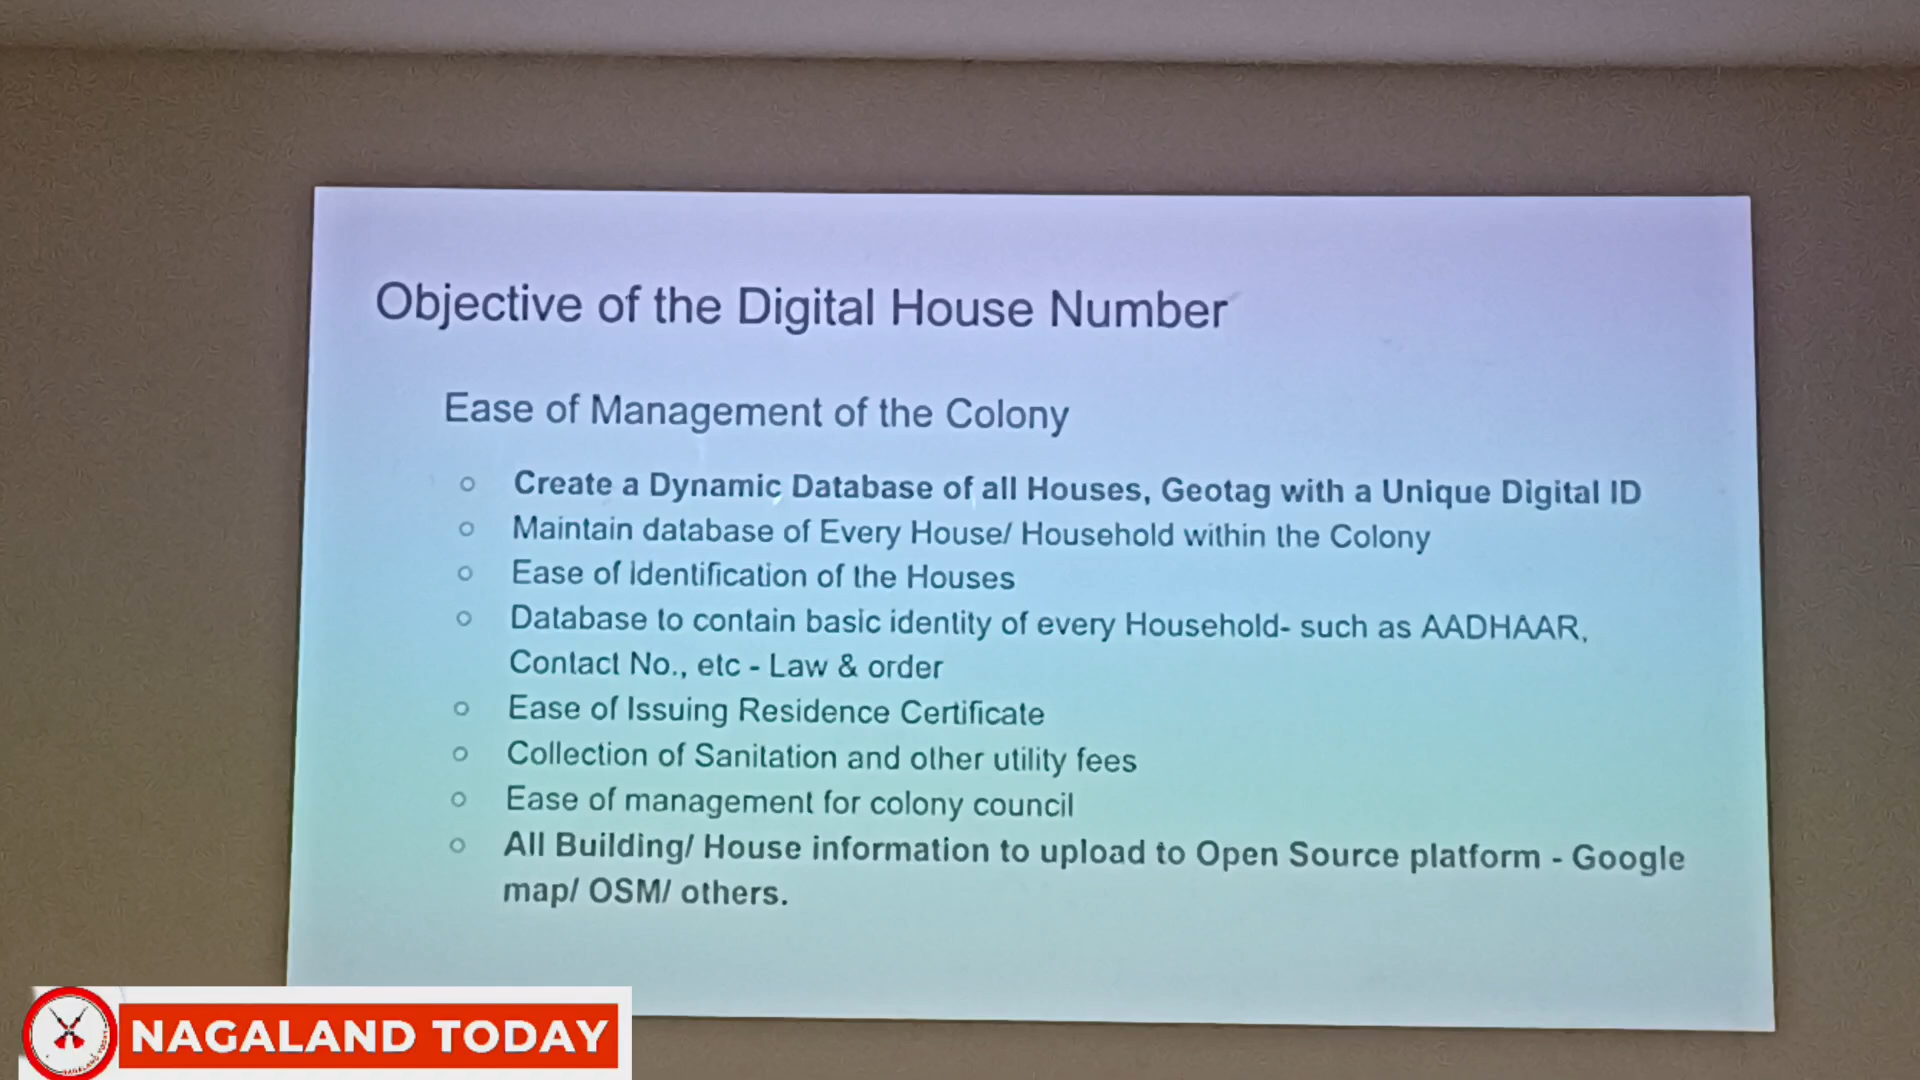 Objective of the Digital House Number
Ease of Management of the Colony
Create a Dynamic Database of all Houses, Geotag with a Unique Digital ID
Maintain database of Every House/ Household within the Colony
Ease of identification of the Houses
Database to contain basic identity of every Household- such as AADHAAR,
Contact No., etc - Law & order
Ease of Issuing Residence Certificate
Collection of Sanitation and other utility fees
Ease of management for colony council
All Building/ House information to upload to Open Source platform - Google
map/ OSM/ others.
NAGALAND TODAY